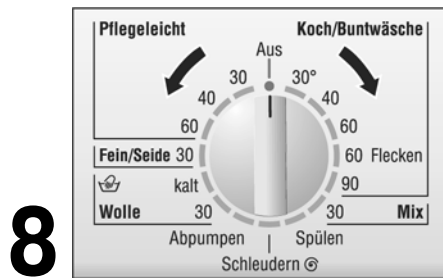 Pflegeleicht Koch/Buntwäsche
Aus
30 30°
40 40
60 60
Fein/Seide 30 60 Flecken
kalt 90
Wolle 30 30 Mix
Abpumpen Spülen
Schleudern
8